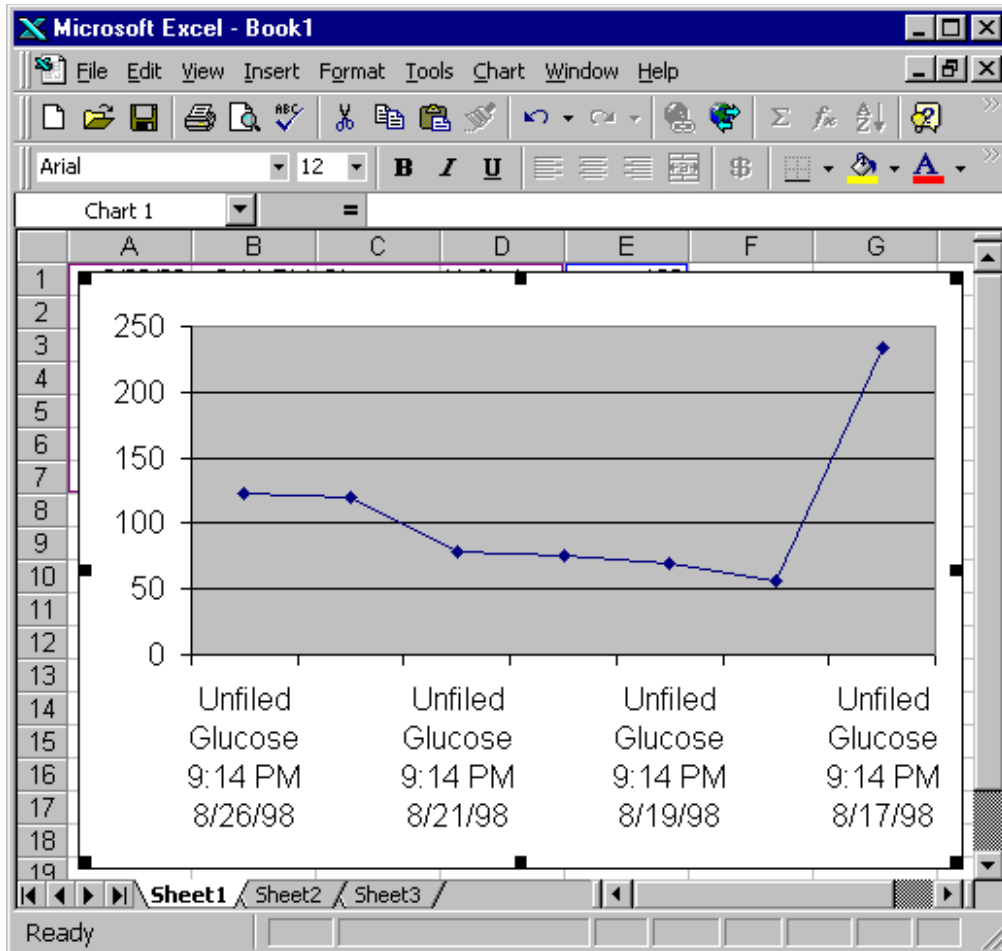 Microsoft Excel - Book1
File Edit View Insert Format Tools Chart Window Help
ABC
Arial 12 B I U $ A
Chart 1 =
A B C D E F G
1
2
3
4
5
6
7
8
9
10
11
12
13
14
15
16
17
18
19
250
200
150
100
50
0
Unfiled Unfiled Unfiled Unfiled
Glucose Glucose Glucose Glucose
9:14 PM 9:14 PM 9:14 PM 9:14 PM
8/26/98 8/21/98 8/19/98 8/17/98
Sheet1 Sheet2 Sheet3
Ready